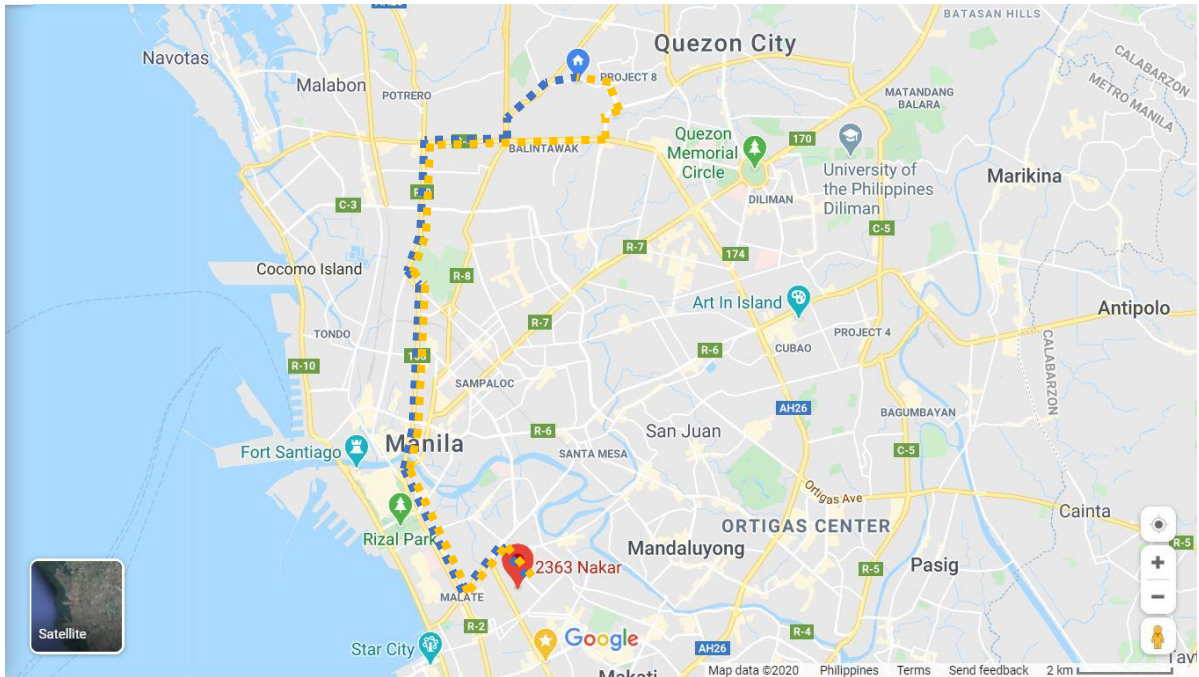 AH26
BATASAN HILLS
Navotas
Quezon City
Malabon
PROJECT 8
POTRERO
CALABARZON
METRO MANILA
MATANDANG
BALARA
Quezon
Memorial
Circle
170
BALINTAWAK
University of
the Philippines
Diliman
Marikina
C-3
DILIMAN
C-5
R-7
174
Cocomo Island
R-8
Art In Island
Antipolo
R-7
TONDO
PROJECT 4
CALABARZON
R-6
CUBAO
R-10
SAMPALOC
AH26
BAGUMBAYAN
San Juan
R-6
Manila
Fort Santiago
SANTA MESA
C-5
Ortigas Ave
Cainta
ORTIGAS CENTER
Rizal Park
Mandaluyong
R-5
2363 Nakar
Pasig
R-5
MALATE
R-2
R-4
Satellite
Google
Star City
AH26
Makati
Map data ©2020
Philippines
Terms
Send feedback
2 km